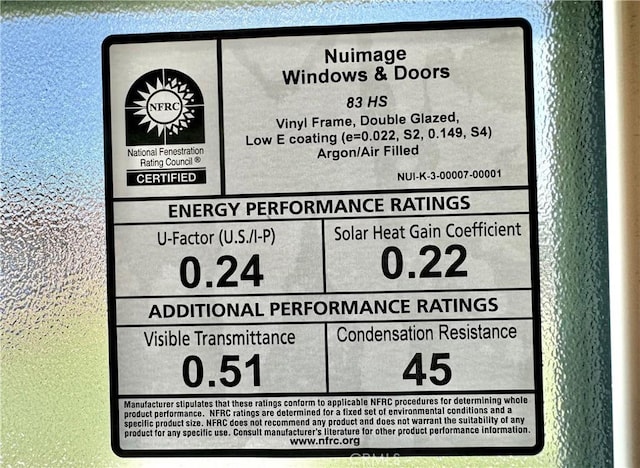 NFRC
National Fenestration
Rating Council ®
CERTIFIED
Nuimage
Windows & Doors
83 HS
Vinyl Frame, Double Glazed,
Low E coating (e=0.022, S2, 0.149, S4)
Argon/Air Filled
NUI-K-3-00007-00001
ENERGY PERFORMANCE RATINGS
U-Factor (U.S./I-P)
0.24
Solar Heat Gain Coefficient
0.22
ADDITIONAL PERFORMANCE RATINGS
Visible Transmittance
0.51
Condensation Resistance
45
Manufacturer stipulates that these ratings conform to applicable NFRC procedures for determining whole
product performance. NFRC ratings are determined for a fixed set of environmental conditions and a
specific product size. NFRC does not recommend any product and does not warrant the suitability of any
product for any specific use. Consult manufacturer's literature for other product performance information.
www.nfrc.org
CRMLS